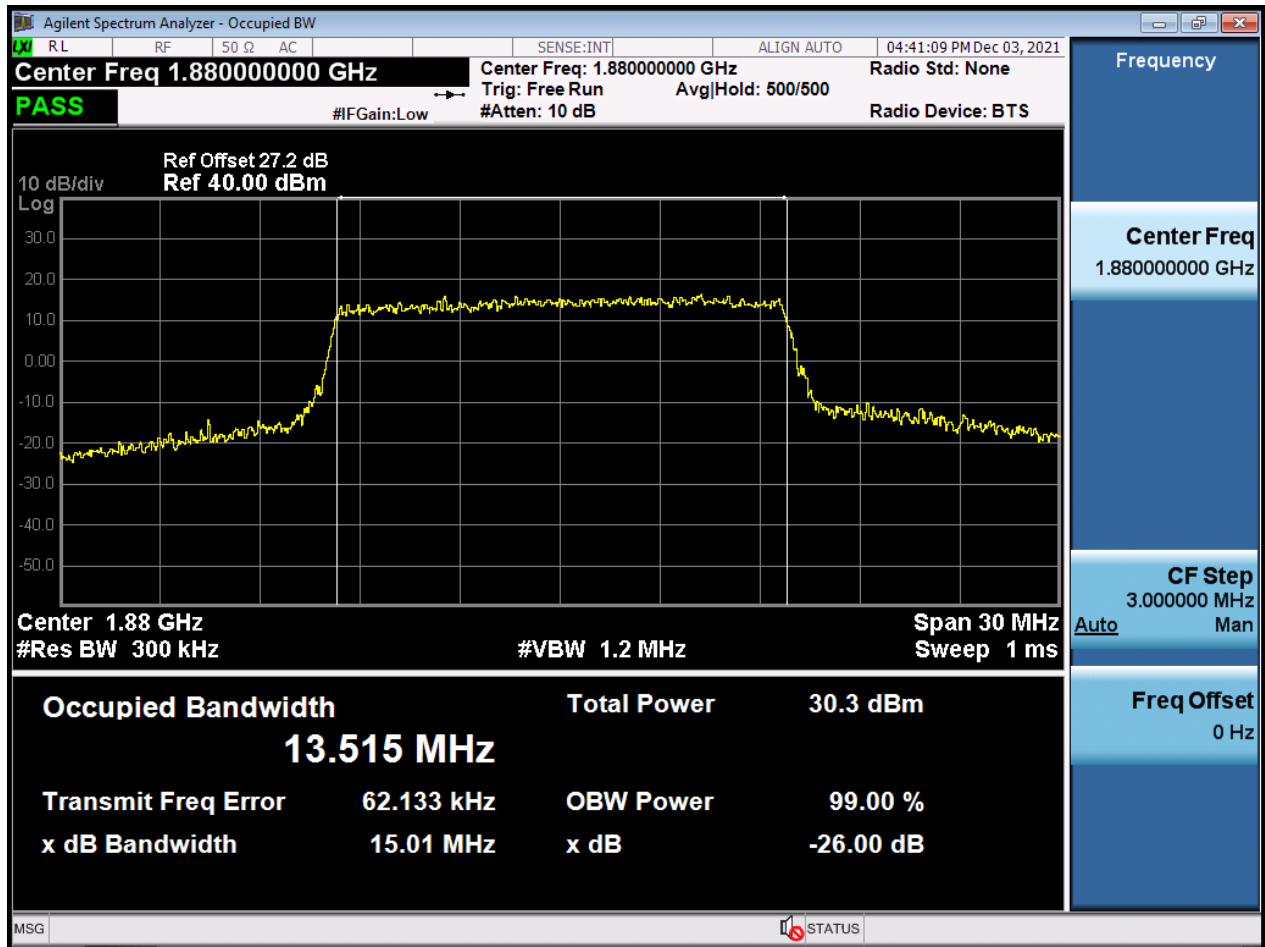 Agilent Spectrum Analyzer - Occupied BW
LXI RL RF 50 Ω AC SENSE:INT ALIGN AUTO 04:41:09 PM Dec 03, 2021
Center Freq 1.880000000 GHz
PASS
#IFGain:Low
Center Freq: 1.880000000 GHz
Trig: Free Run Avg|Hold: 500/500
#Atten: 10 dB
Radio Std: None
Radio Device: BTS
Ref Offset 27.2 dB
10 dB/div Ref 40.00 dBm
Log
30.0
20.0
10.0
0.00
-10.0
-20.0
-30.0
-40.0
-50.0
Center 1.88 GHz Span 30 MHz
#Res BW 300 kHz #VBW 1.2 MHz Sweep 1 ms
Occupied Bandwidth Total Power 30.3 dBm
13.515 MHz
Transmit Freq Error 62.133 kHz OBW Power 99.00 %
x dB Bandwidth 15.01 MHz x dB -26.00 dB
Frequency
Center Freq
1.880000000 GHz
CF Step
3.000000 MHz
Auto Man
Freq Offset
0 Hz
MSG STATUS